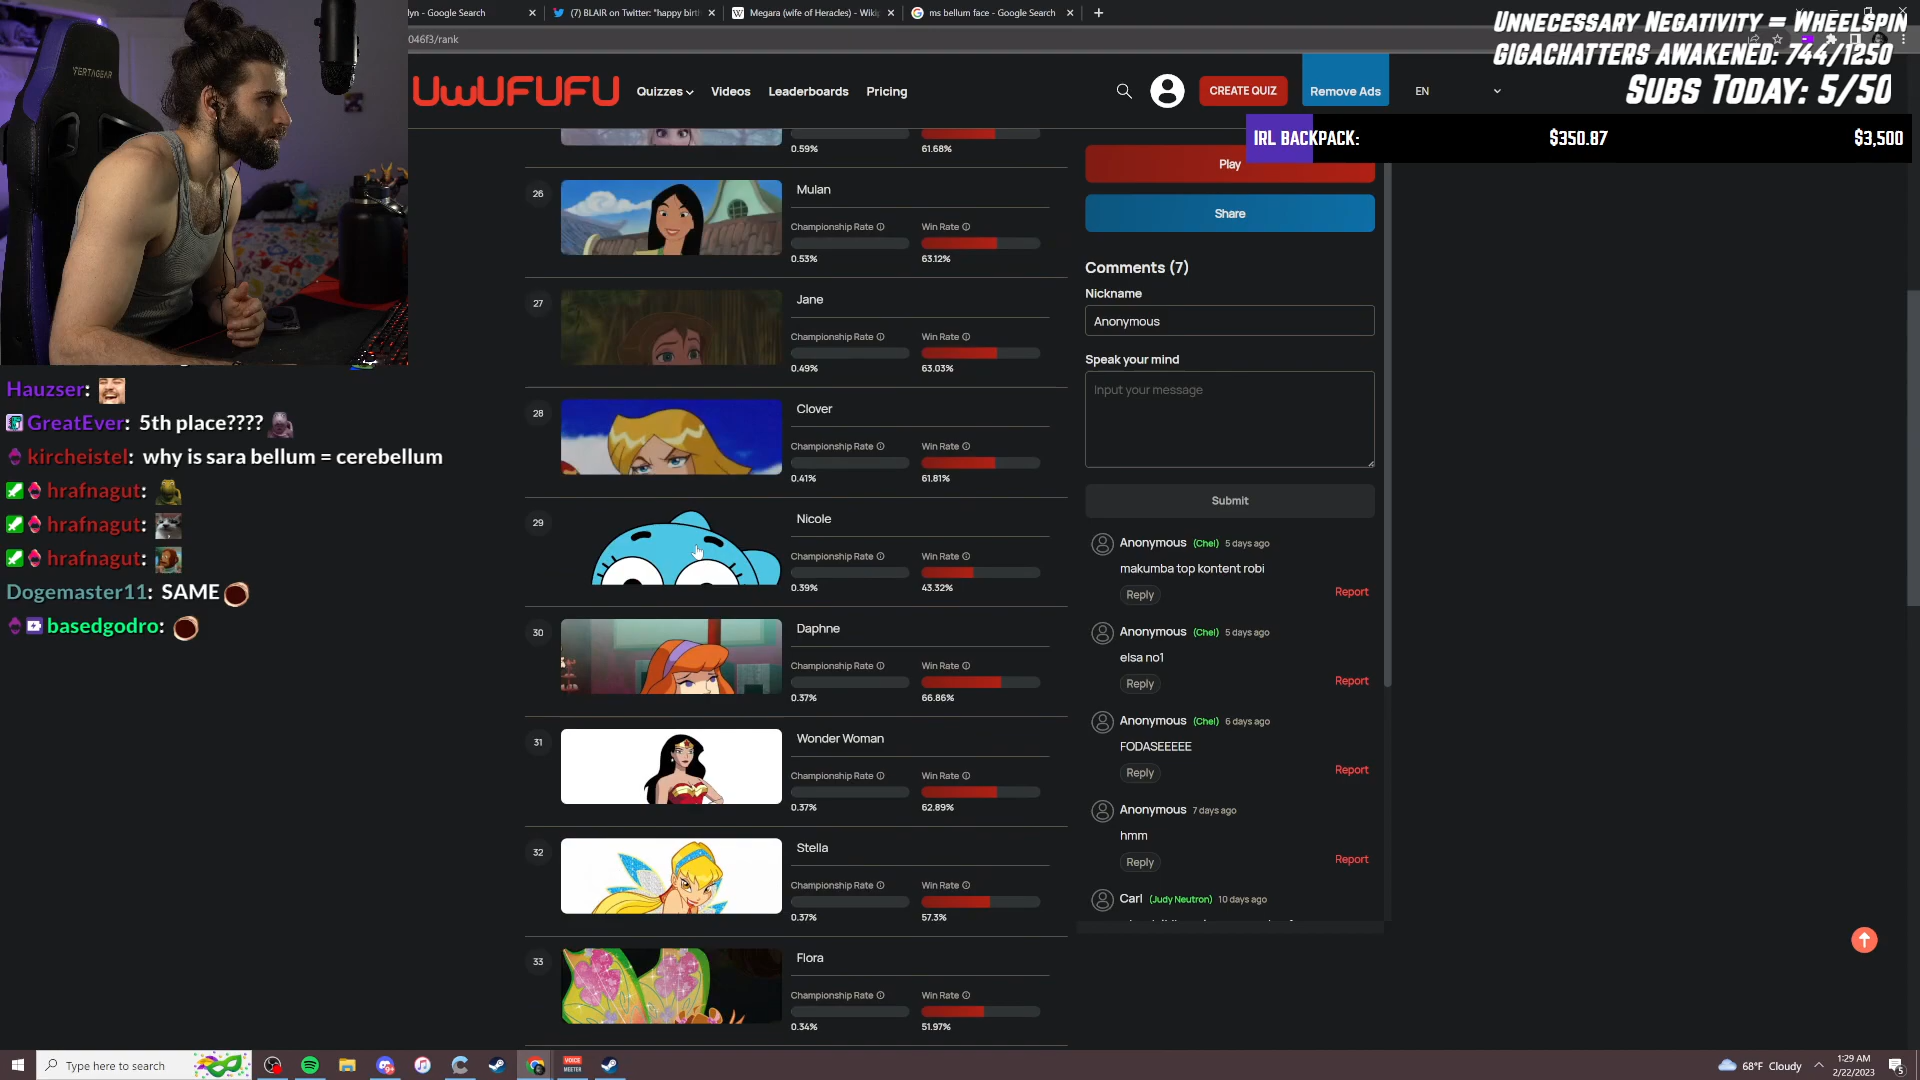 lyn - Google Search
(7) BLAIR on Twitter: "happy birt
Megara (wife of Heracles) - Wiki
ms bellum face - Google Search
046f3/rank
Unnecessary Negativity = Wheelspin
Gigachatters Awakened: 744/1250
Subs Today: 5/50
IRL BACKPACK: $350.87 $3,500
UwUFUFU
Quizzes Videos Leaderboards Pricing
CREATE QUIZ
Remove Ads
EN
VERTAGEAR
0.59% 61.68%
26
Mulan
Championship Rate Win Rate
0.53% 63.12%
27
Jane
Championship Rate Win Rate
0.49% 63.03%
28
Clover
Championship Rate Win Rate
0.41% 61.81%
29
Nicole
Championship Rate Win Rate
0.39% 43.32%
30
Daphne
Championship Rate Win Rate
0.37% 66.86%
31
Wonder Woman
Championship Rate Win Rate
0.37% 62.89%
32
Stella
Championship Rate Win Rate
0.37% 57.3%
33
Flora
Championship Rate Win Rate
0.34% 51.97%
Play
Share
Comments (7)
Nickname
Anonymous
Speak your mind
Input your message
Submit
Anonymous (Chel) 5 days ago
makumba top kontent robi
Reply Report
Anonymous (Chel) 5 days ago
elsa no1
Reply Report
Anonymous (Chel) 6 days ago
FODASEEEEE
Reply Report
Anonymous 7 days ago
hmm
Reply Report
Carl (Judy Neutron) 10 days ago
Hauzser:
GreatEver: 5th place????
kircheistel: why is sara bellum = cerebellum
hrafnagut:
hrafnagut:
hrafnagut:
Dogemaster11: SAME
basedgodro:
Type here to search
VOICE
MEETER
68°F Cloudy
1:29 AM
2/22/2023
5